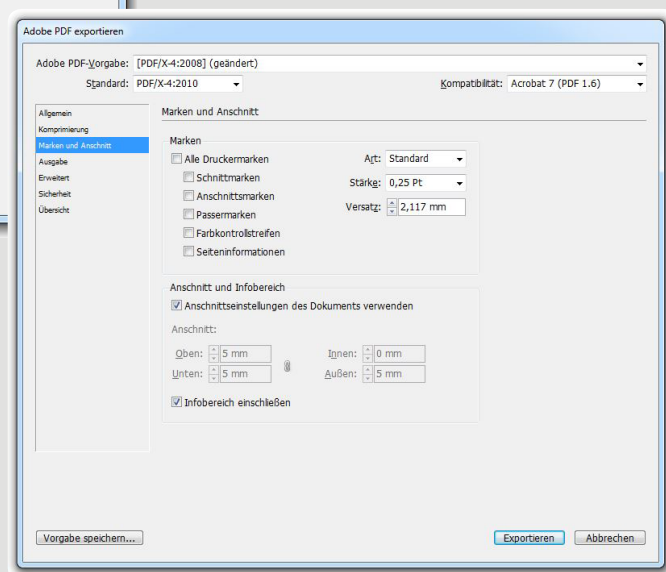 Adobe PDF exportieren
Adobe PDF-Vorgabe: [PDF/X-4:2008] (geändert)
Standard: PDF/X-4:2010 Kompatibilität: Acrobat 7 (PDF 1.6)
Allgemein
Komprimierung
Marken und Anschnitt
Ausgabe
Erweitert
Sicherheit
Übersicht
Marken und Anschnitt
Marken
Alle Druckermarken
Schnittmarken
Anschnittsmarken
Passermarken
Farbkontrollstreifen
Seiteninformationen
Art: Standard
Stärke: 0,25 Pt
Versatz: 2,117 mm
Anschnitt und Infobereich
Anschnittseinstellungen des Dokuments verwenden
Anschnitt:
Oben: 5 mm Innen: 0 mm
Unten: 5 mm Außen: 5 mm
Infobereich einschließen
Vorgabe speichern... Exportieren Abbrechen